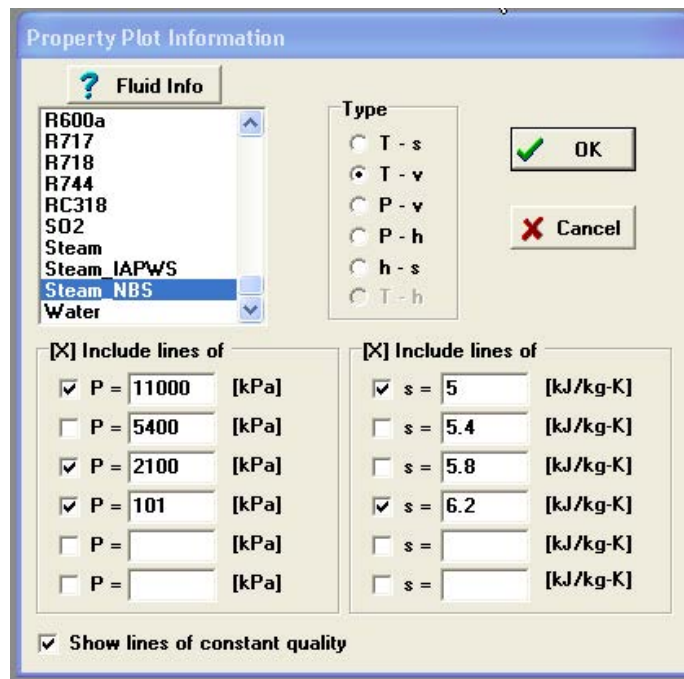 Property Plot Information
? Fluid Info
R600a
R717
R718
R744
RC318
SO2
Steam
Steam_IAPWS
Steam_NBS
Water
Type
T - s
T - v
P - v
P - h
h - s
T - h
OK
Cancel
[X] Include lines of
P = 11000 [kPa]
P = 5400 [kPa]
P = 2100 [kPa]
P = 101 [kPa]
P = [kPa]
P = [kPa]
[X] Include lines of
s = 5 [kJ/kg-K]
s = 5.4 [kJ/kg-K]
s = 5.8 [kJ/kg-K]
s = 6.2 [kJ/kg-K]
s = [kJ/kg-K]
s = [kJ/kg-K]
Show lines of constant quality